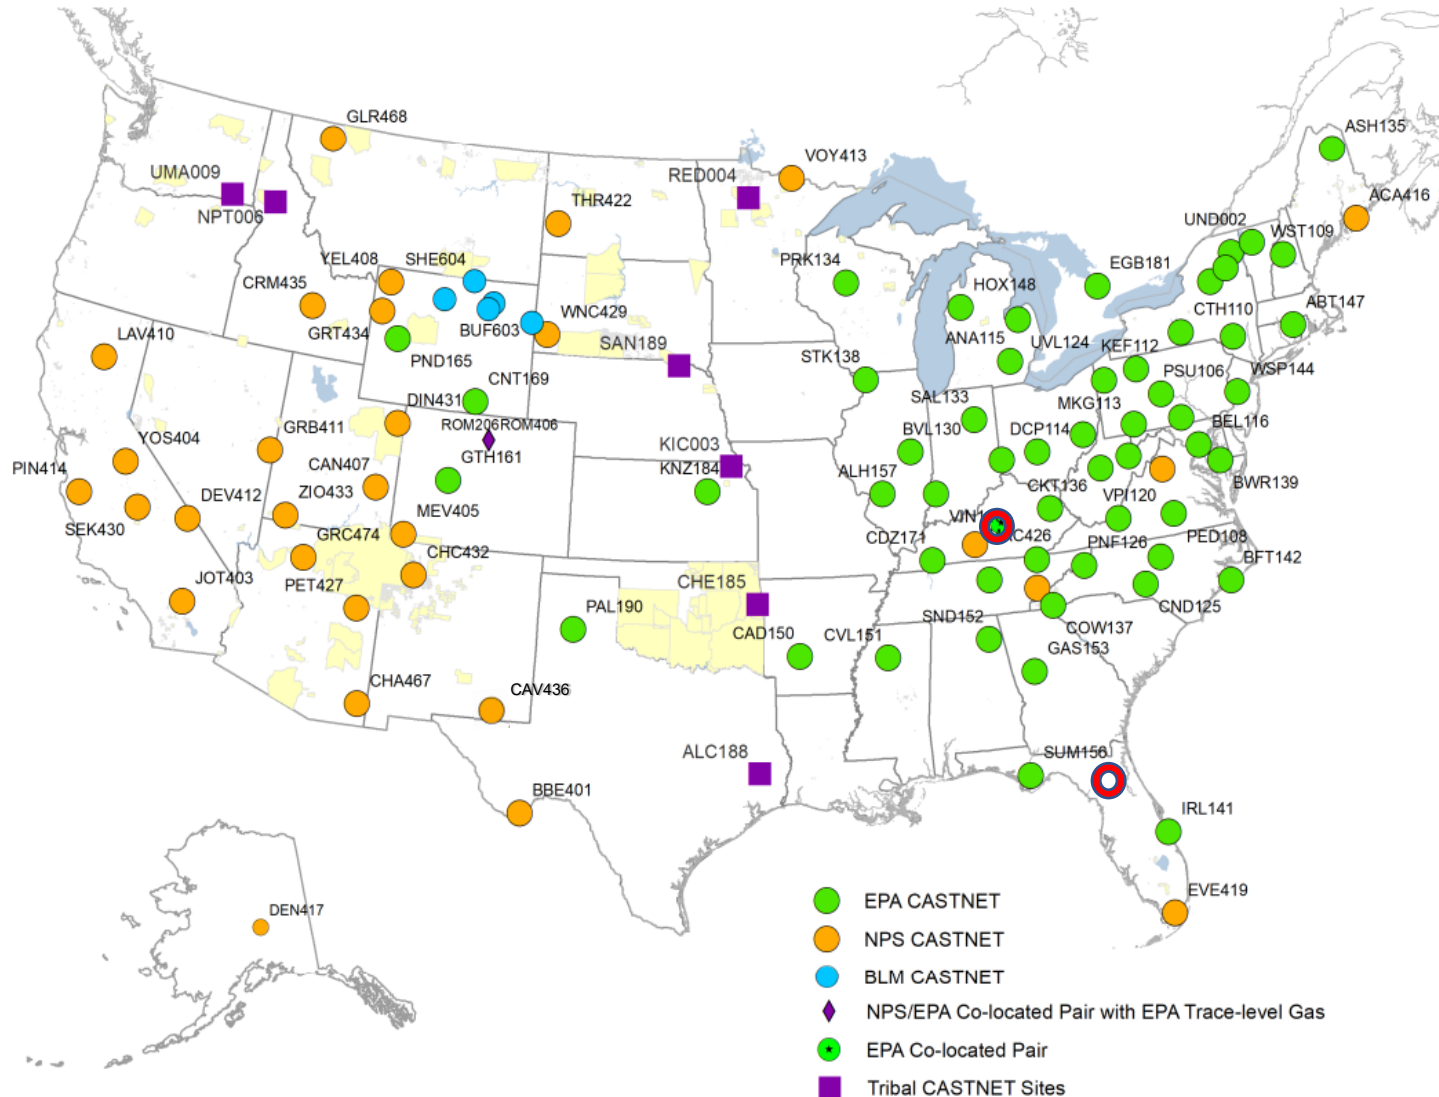 GLR468
ASH135
VOY413
UMA009
RED004
ACA416
NPT006
THR422
UND002
WST109
YEL408
SHE604
PRK134
EGB181
CRM435
HOX148
WNC429
CTH110
ABT147
LAV410
GRT434
BUF603
SAN189
ANA115
UVL124
KEF112
PND165
STK138
PSU106
WSP144
CNT169
DIN431
SAL133
MKG113
BEL116
ROM206ROM406
YOS404
GRB411
KIC003
BVL130
DCP114
GTH161
PIN414
CAN407
KNZ184
ALH157
CKT136
BWR139
DEV412
ZIO433
MEV405
VPI120
SEK430
GRC474
CHC432
CDZ171
PNF126
PED108
BFT142
JOT403
PET427
CHE185
PAL190
CND125
SND152
COW137
CAD150
CVL151
GAS153
CHA467
CAV436
ALC188
SUM156
BBE401
IRL141
EVE419
DEN417
EPA CASTNET
NPS CASTNET
BLM CASTNET
NPS/EPA Co-located Pair with EPA Trace-level Gas
EPA Co-located Pair
Tribal CASTNET Sites